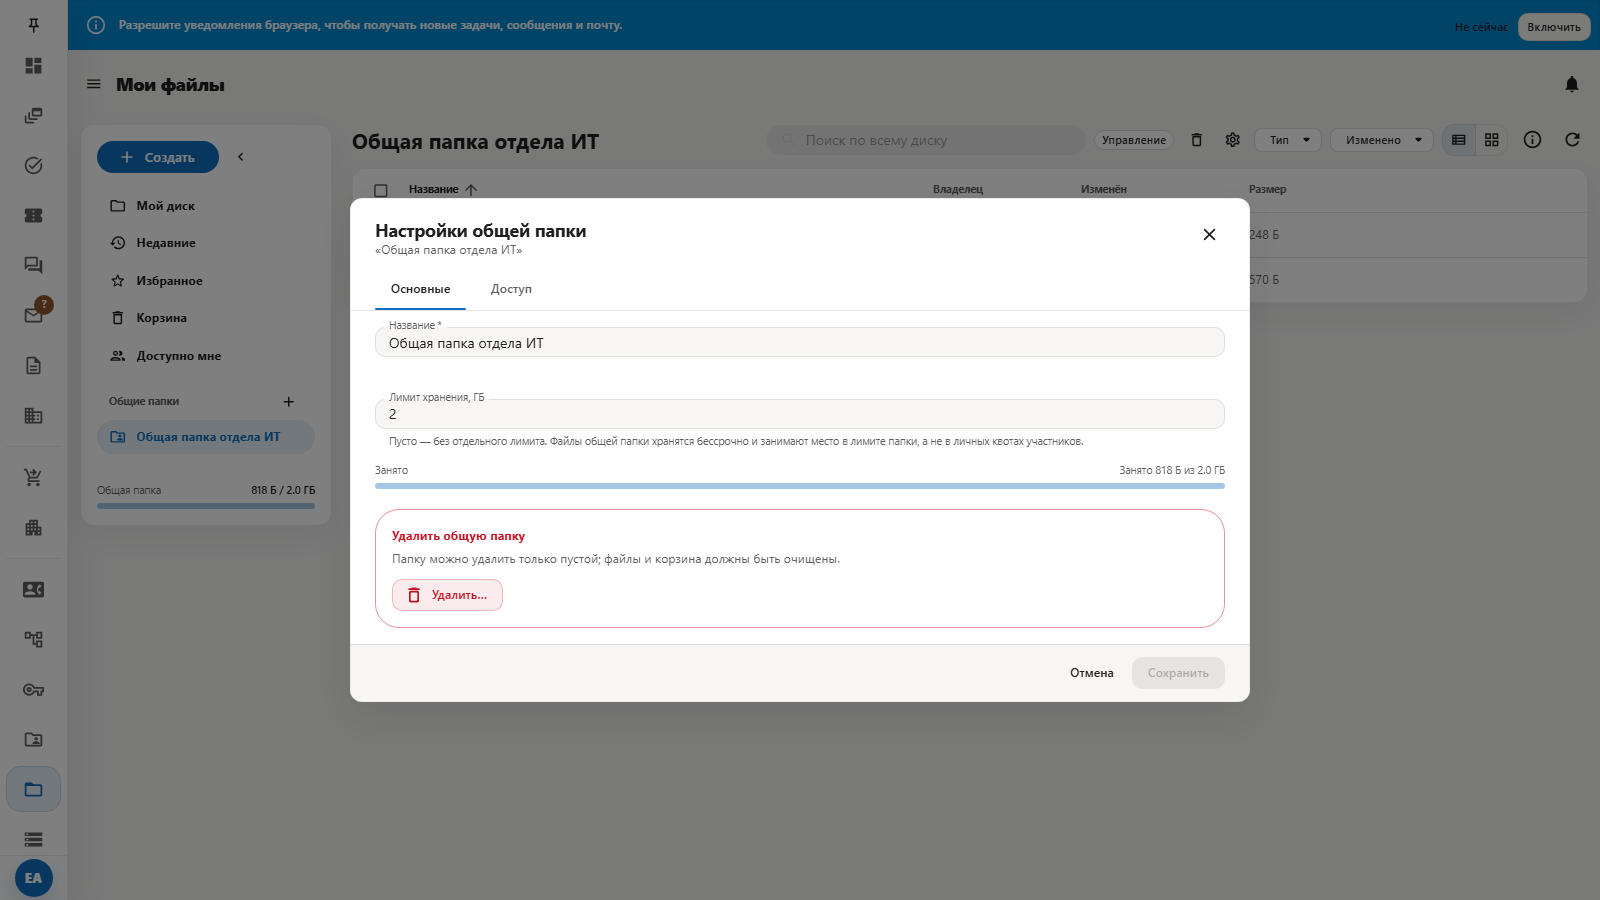 Разрешите уведомления браузера, чтобы получать новые задачи, сообщения и почту.
Не сейчас
Включить
Мои файлы
Создать
Мой диск
Недавние
Избранное
Корзина
Доступно мне
Общие папки
Общая папка отдела ИТ
Общая папка
818 Б / 2.0 ГБ
?
EA
Общая папка отдела ИТ
Поиск по всему диску
Управление
Тип
Изменено
Название
Владелец
Изменён
Размер
248 Б
570 Б
Настройки общей папки
«Общая папка отдела ИТ»
Основные
Доступ
Название *
Общая папка отдела ИТ
Лимит хранения, ГБ
2
Пусто — без отдельного лимита. Файлы общей папки хранятся бессрочно и занимают место в лимите папки, а не в личных квотах участников.
Занято
Занято 818 Б из 2.0 ГБ
Удалить общую папку
Папку можно удалить только пустой; файлы и корзина должны быть очищены.
Удалить...
Отмена
Сохранить